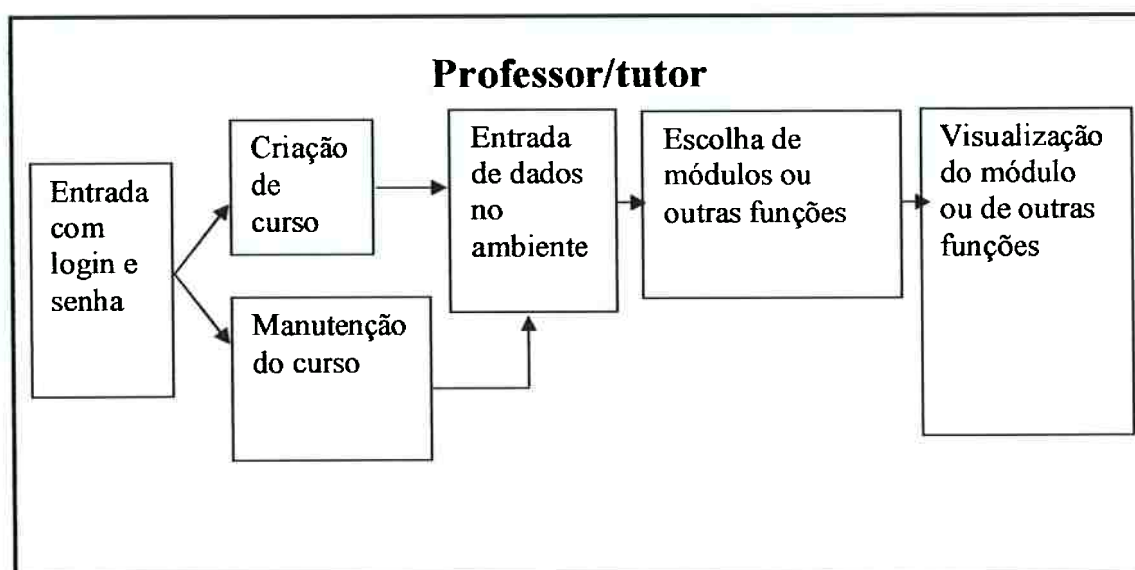 Professor/tutor
Entrada
com
login e
senha
Criação
de
curso
Manutenção
do curso
Entrada
de dados
no
ambiente
Escolha de
módulos ou
outras funções
Visualização
do módulo
ou de outras
funções